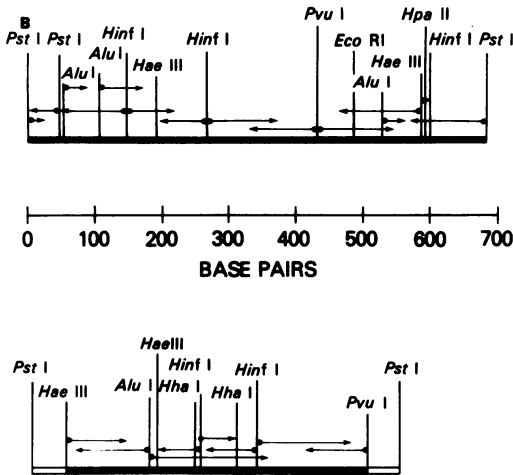 B
Pst I Pst I Alu I Alu I Hinf I Hae III Hinf I Pvu I Eco RI Alu I Hae III Hpa II Hinf I Pst I
0 100 200 300 400 500 600 700
BASE PAIRS
Pst I Hae III Alu I HaeIII Hha I Hinf I Hha I Hinf I Pvu I Pst I